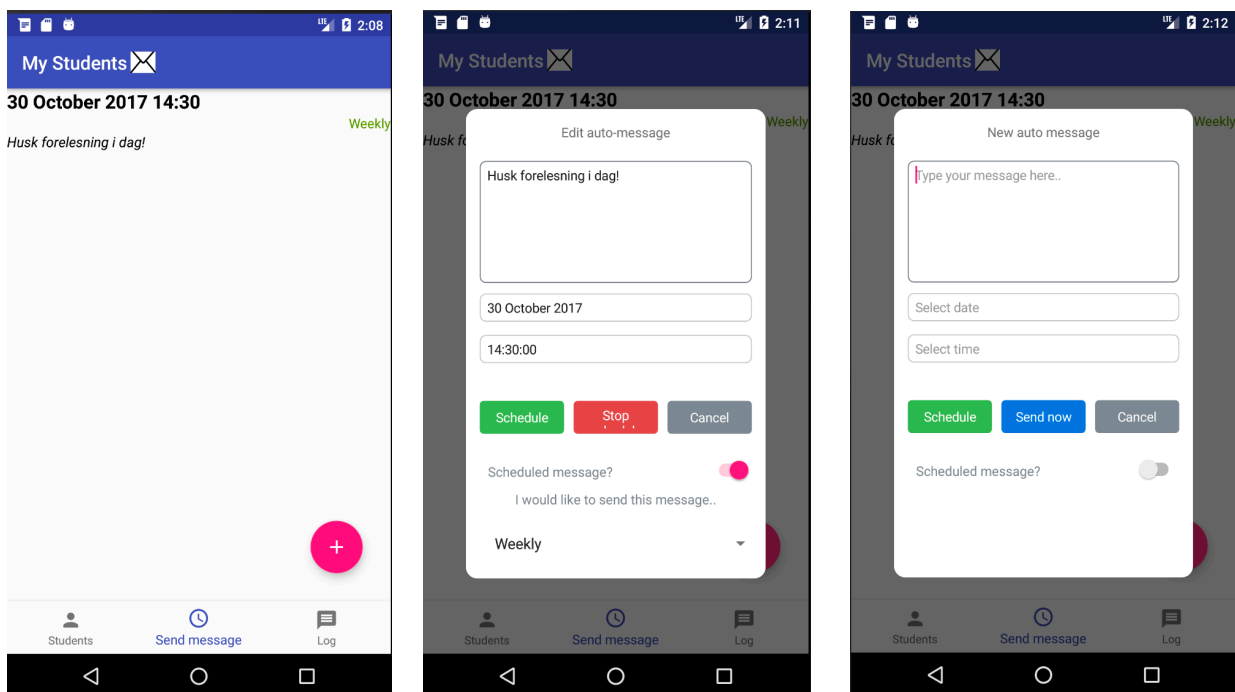 2:08
My Students
30 October 2017 14:30
Weekly
Husk forelesning i dag!
+
Students
Send message
Log
2:11
My Students
30 October 2017 14:30
Weekly
Husk fo
Edit auto-message
Husk forelesning i dag!
30 October 2017
14:30:00
Schedule
Stop
Cancel
Scheduled message?
I would like to send this message..
Weekly
Students
Send message
Log
2:12
My Students
30 October 2017 14:30
Weekly
Husk fo
New auto message
Type your message here..
Select date
Select time
Schedule
Send now
Cancel
Scheduled message?
Students
Send message
Log